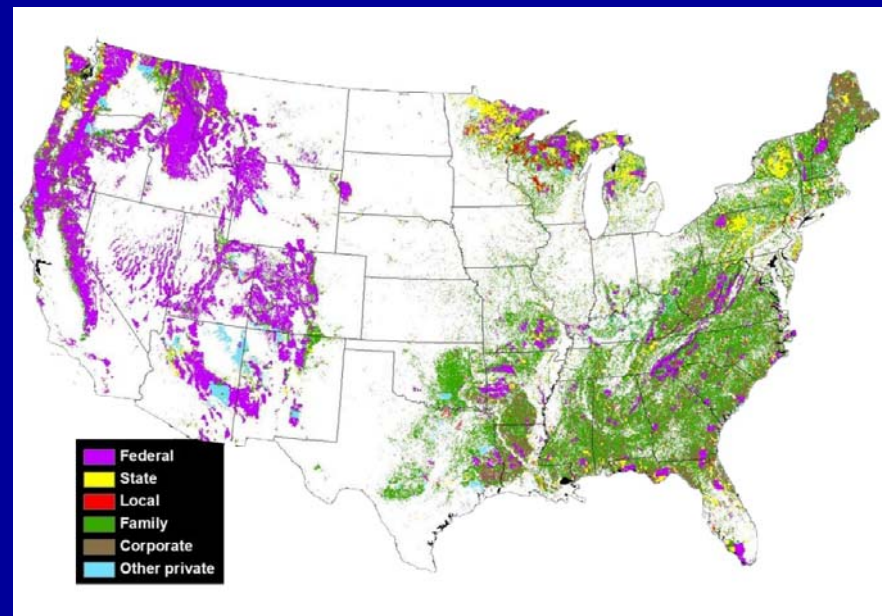 Federal
State
Local
Family
Corporate
Other private